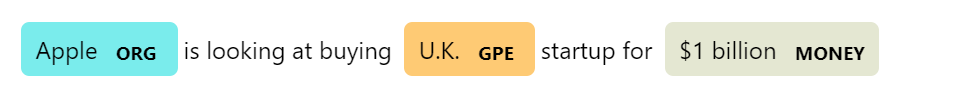 Apple ORG is looking at buying U.K. GPE startup for $1 billion MONEY